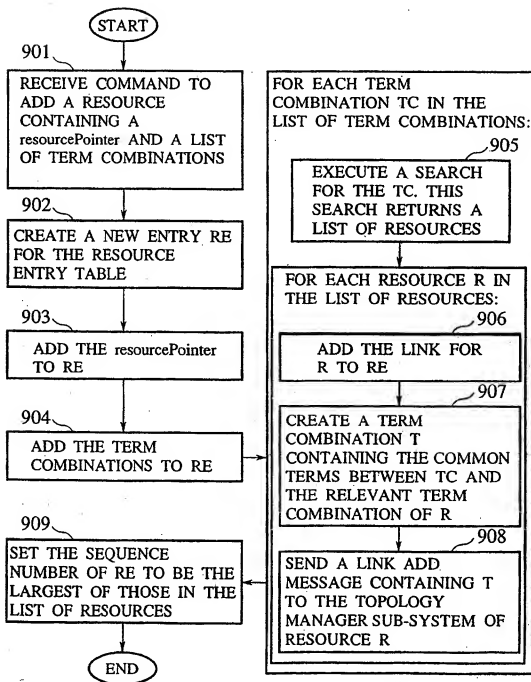 START
901
RECEIVE COMMAND TO
ADD A RESOURCE
CONTAINING A
resourcePointer AND A LIST
OF TERM COMBINATIONS
902
CREATE A NEW ENTRY RE
FOR THE RESOURCE
ENTRY TABLE
903
ADD THE resourcePointer
TO RE
904
ADD THE TERM
COMBINATIONS TO RE
FOR EACH TERM
COMBINATION TC IN THE
LIST OF TERM COMBINATIONS:
905
EXECUTE A SEARCH
FOR THE TC. THIS
SEARCH RETURNS A
LIST OF RESOURCES
FOR EACH RESOURCE R IN
THE LIST OF RESOURCES:
906
ADD THE LINK FOR
R TO RE
907
CREATE A TERM
COMBINATION T
CONTAINING THE COMMON
TERMS BETWEEN TC AND
THE RELEVANT TERM
COMBINATION OF R
908
SEND A LINK ADD
MESSAGE CONTAINING T
TO THE TOPOLOGY
MANAGER SUB-SYSTEM OF
RESOURCE R
909
SET THE SEQUENCE
NUMBER OF RE TO BE THE
LARGEST OF THOSE IN THE
LIST OF RESOURCES
END